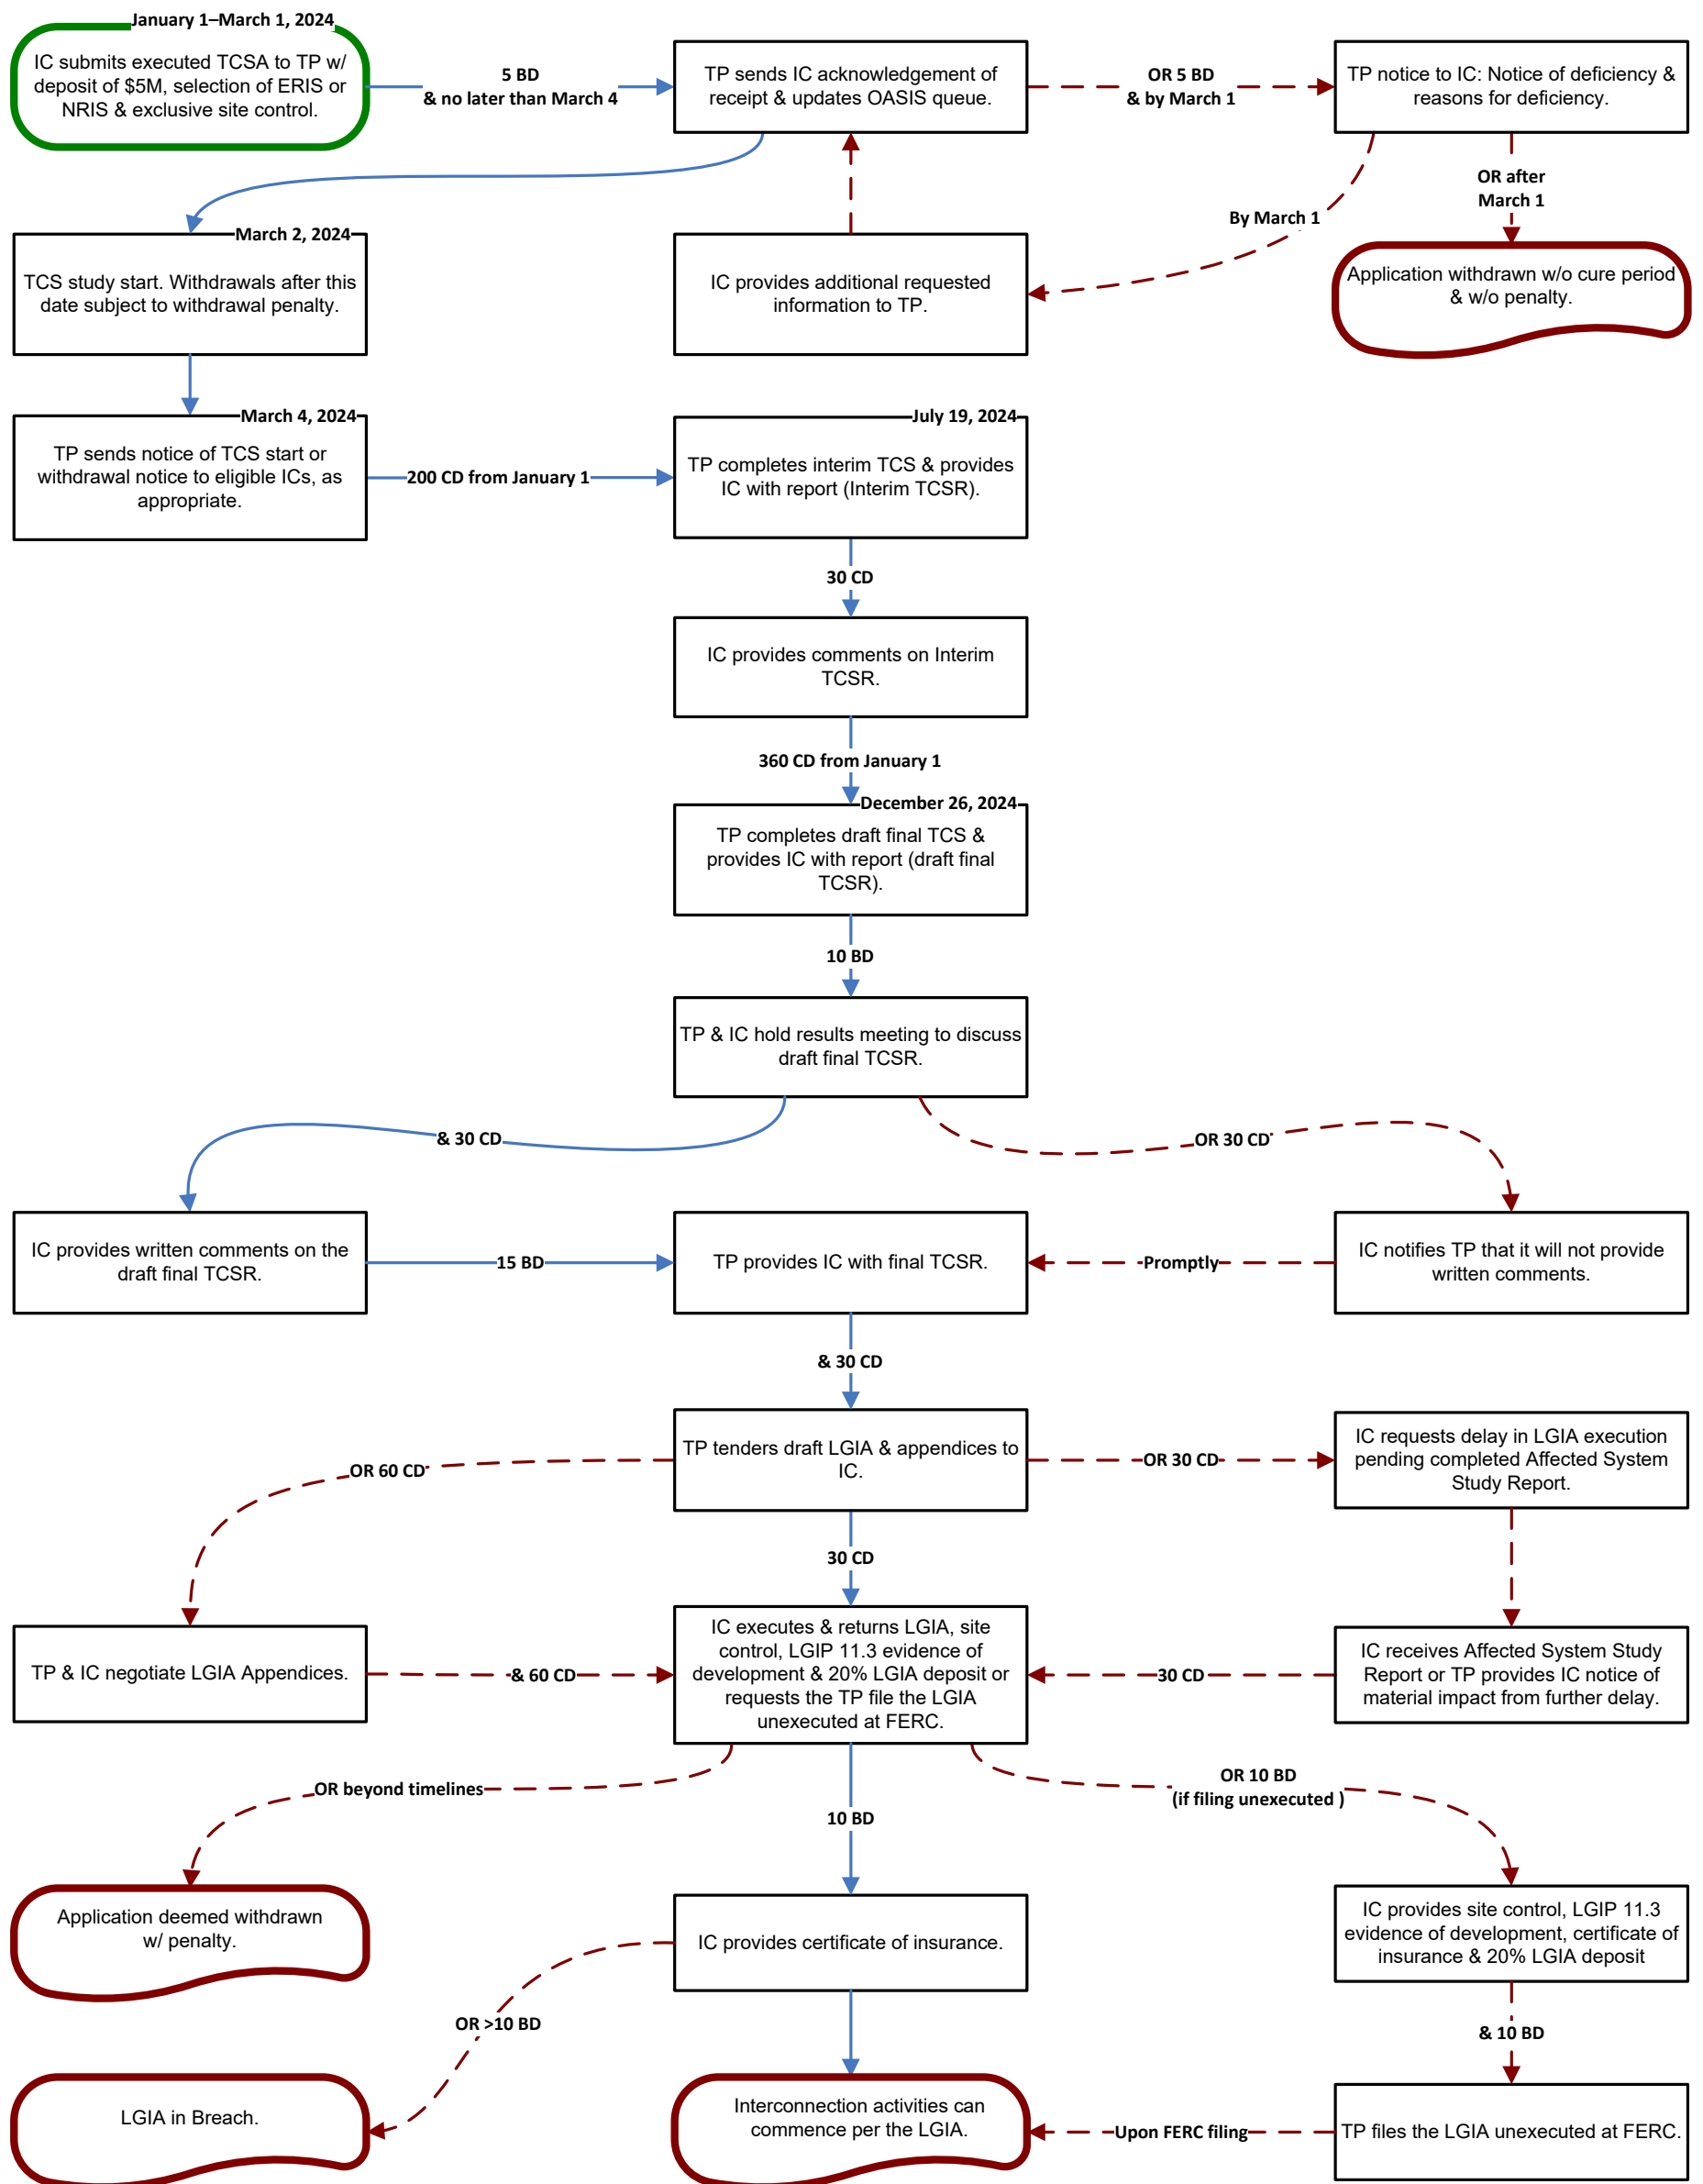 January 1–March 1, 2024
IC submits executed TCSA to TP w/
deposit of $5M, selection of ERIS or
NRIS & exclusive site control.
5 BD
& no later than March 4
TP sends IC acknowledgement of
receipt & updates OASIS queue.
OR 5 BD
& by March 1
TP notice to IC: Notice of deficiency &
reasons for deficiency.
OR after
March 1
By March 1
March 2, 2024
TCS study start. Withdrawals after this
date subject to withdrawal penalty.
IC provides additional requested
information to TP.
Application withdrawn w/o cure period
& w/o penalty.
March 4, 2024
TP sends notice of TCS start or
withdrawal notice to eligible ICs, as
appropriate.
200 CD from January 1
July 19, 2024
TP completes interim TCS & provides
IC with report (Interim TCSR).
30 CD
IC provides comments on Interim
TCSR.
360 CD from January 1
December 26, 2024
TP completes draft final TCS &
provides IC with report (draft final
TCSR).
10 BD
TP & IC hold results meeting to discuss
draft final TCSR.
& 30 CD
OR 30 CD
IC provides written comments on the
draft final TCSR.
15 BD
TP provides IC with final TCSR.
Promptly
IC notifies TP that it will not provide
written comments.
& 30 CD
TP tenders draft LGIA & appendices to
IC.
OR 60 CD
OR 30 CD
IC requests delay in LGIA execution
pending completed Affected System
Study Report.
30 CD
TP & IC negotiate LGIA Appendices.
& 60 CD
IC executes & returns LGIA, site
control, LGIP 11.3 evidence of
development & 20% LGIA deposit or
requests the TP file the LGIA
unexecuted at FERC.
30 CD
IC receives Affected System Study
Report or TP provides IC notice of
material impact from further delay.
OR beyond timelines
10 BD
OR 10 BD
(if filing unexecuted )
Application deemed withdrawn
w/ penalty.
IC provides certificate of insurance.
IC provides site control, LGIP 11.3
evidence of development, certificate of
insurance & 20% LGIA deposit
OR >10 BD
& 10 BD
LGIA in Breach.
Interconnection activities can
commence per the LGIA.
Upon FERC filing
TP files the LGIA unexecuted at FERC.